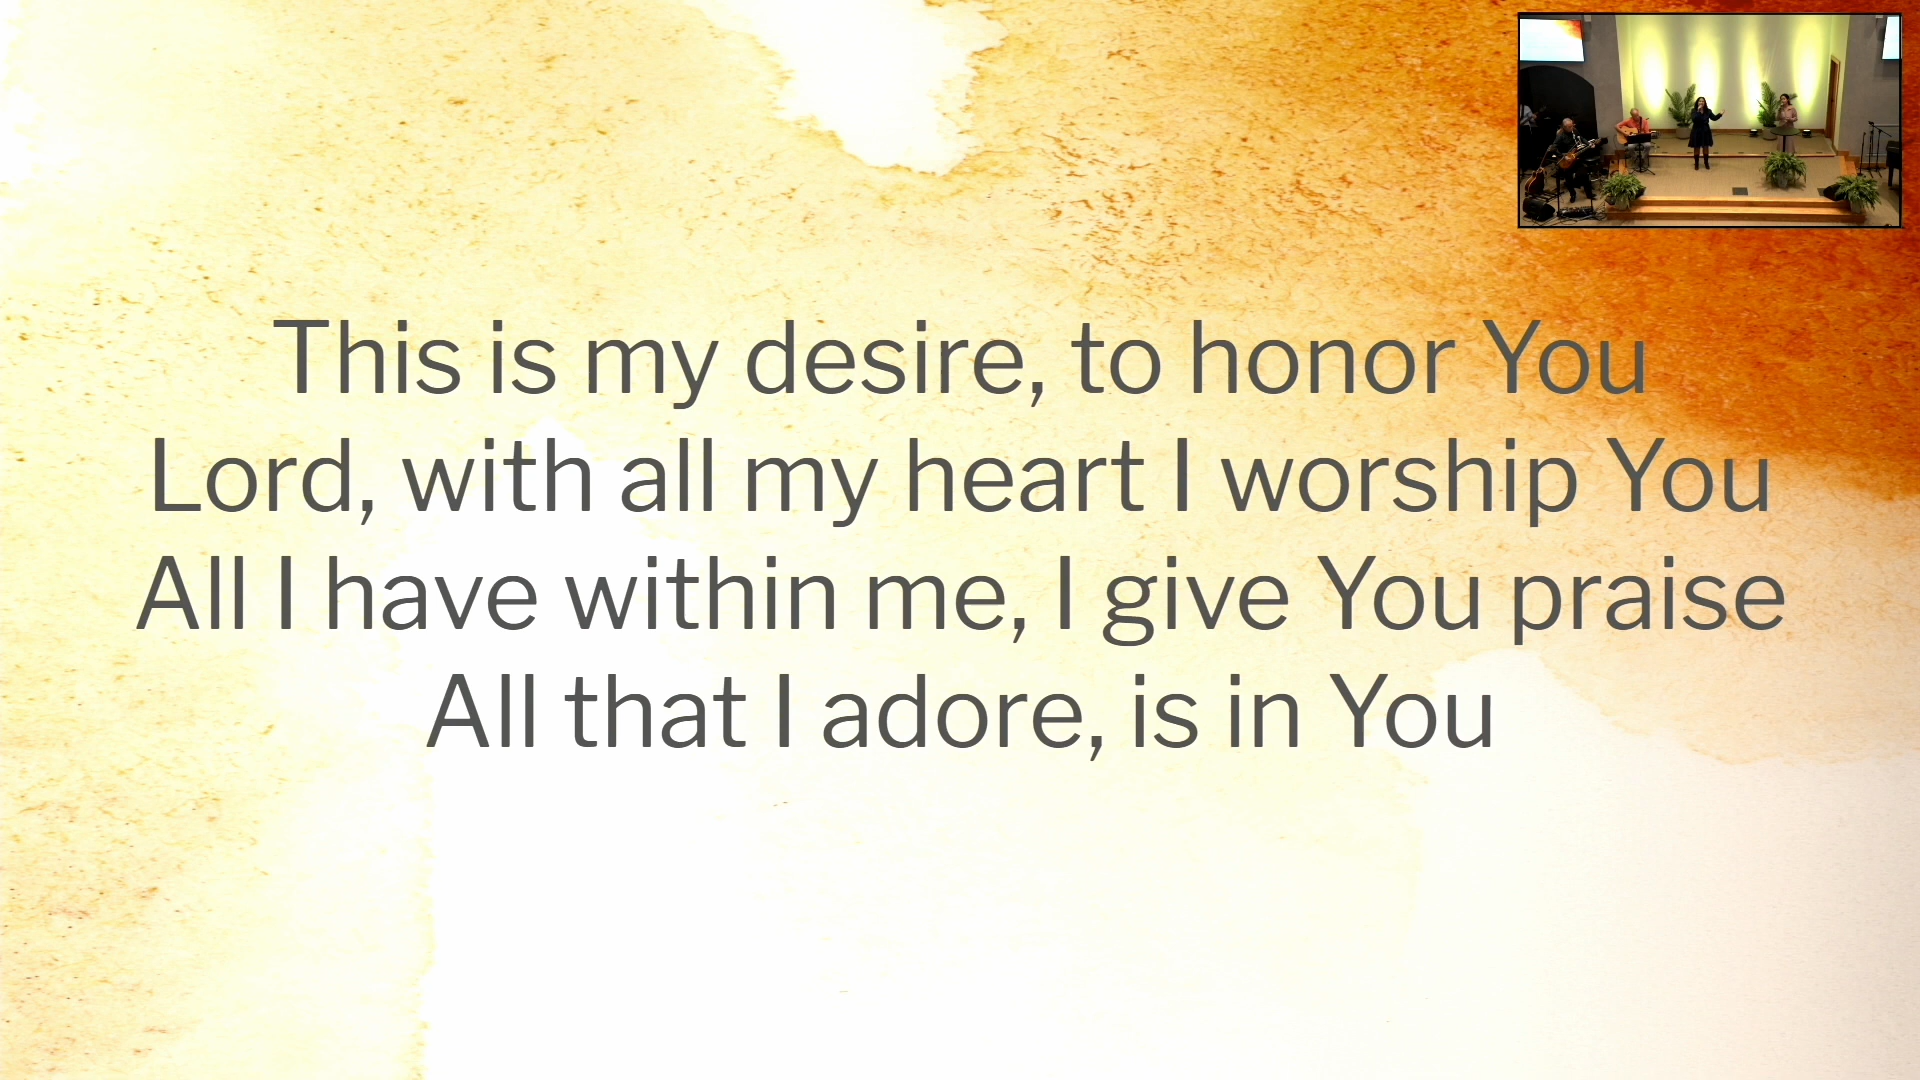 This is my desire, to honor You
Lord, with all my heart I worship You
All I have within me, I give You praise
All that I adore, is in You